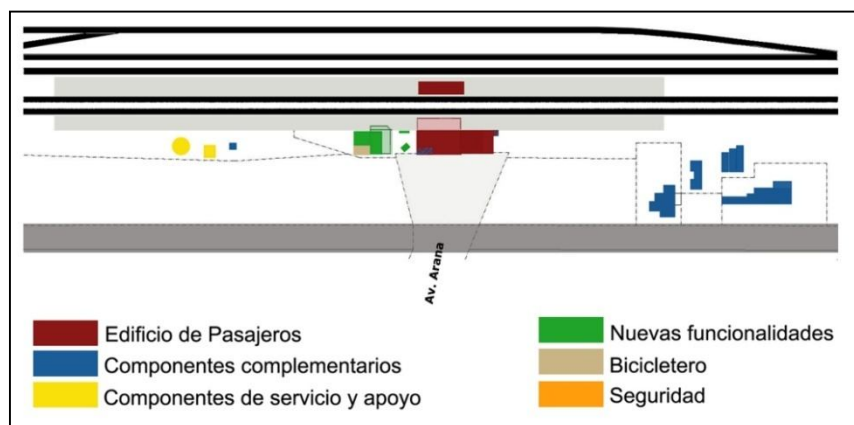 Av. Arana
Edificio de Pasajeros
Componentes complementarios
Componentes de servicio y apoyo
Nuevas funcionalidades
Bicicletero
Seguridad